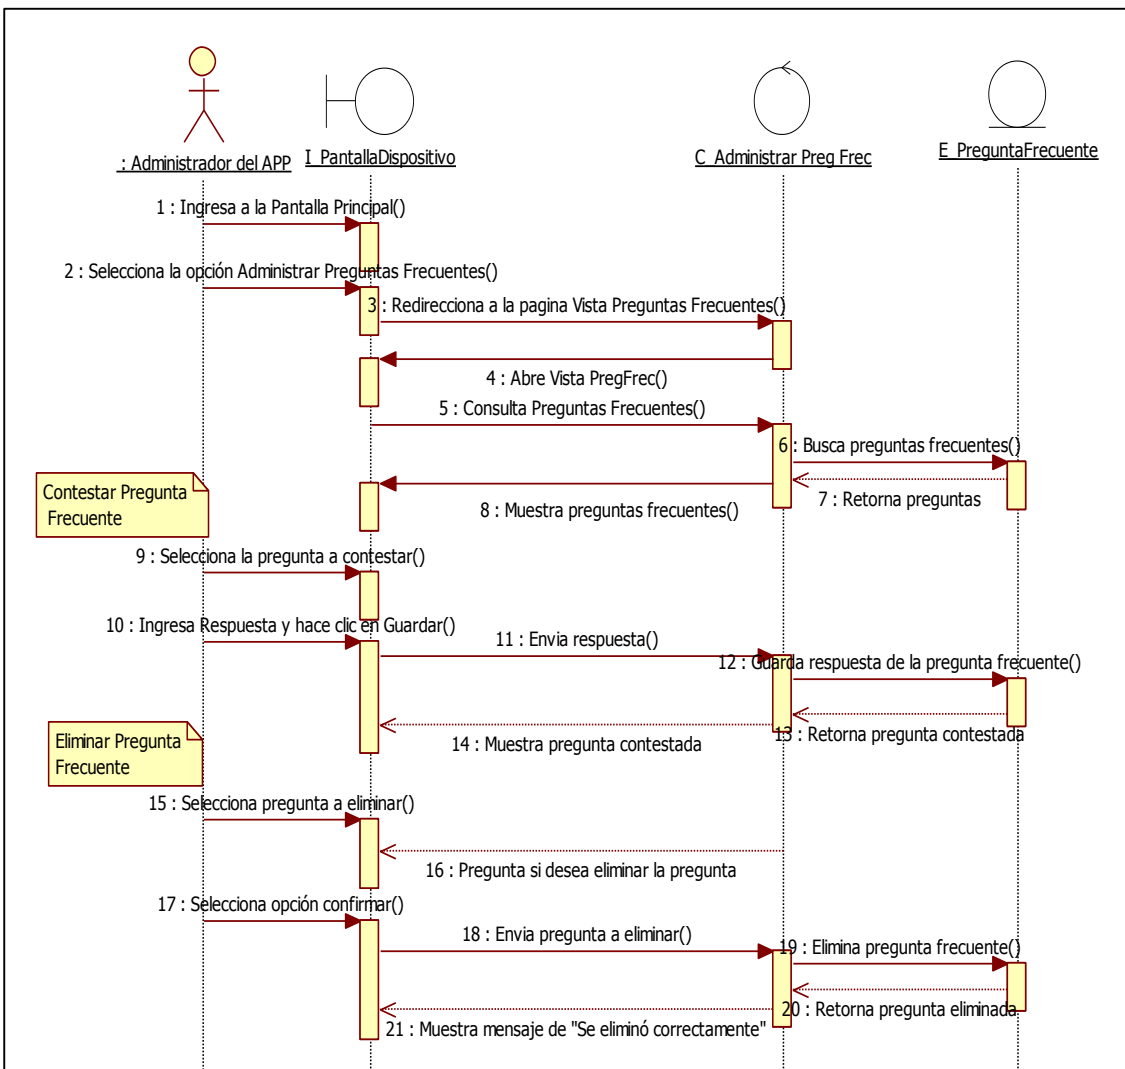 : Administrador del APP
I_PantallaDispositivo
C_Administrar Preg Frec
E_PreguntaFrecuente
1 : Ingresa a la Pantalla Principal()
2 : Selecciona la opción Administrar Preguntas Frecuentes()
3 : Redirecciona a la pagina Vista Preguntas Frecuentes()
4 : Abre Vista PregFrec()
5 : Consulta Preguntas Frecuentes()
6 : Busca preguntas frecuentes()
7 : Retorna preguntas
8 : Muestra preguntas frecuentes()
Contestar Pregunta
Frecuente
9 : Selecciona la pregunta a contestar()
10 : Ingresa Respuesta y hace clic en Guardar()
11 : Envia respuesta()
12 : Guarda respuesta de la pregunta frecuente()
13 : Retorna pregunta contestada
14 : Muestra pregunta contestada
Eliminar Pregunta
Frecuente
15 : Selecciona pregunta a eliminar()
16 : Pregunta si desea eliminar la pregunta
17 : Selecciona opción confirmar()
18 : Envia pregunta a eliminar()
19 : Elimina pregunta frecuente()
20 : Retorna pregunta eliminada
21 : Muestra mensaje de "Se eliminó correctamente"